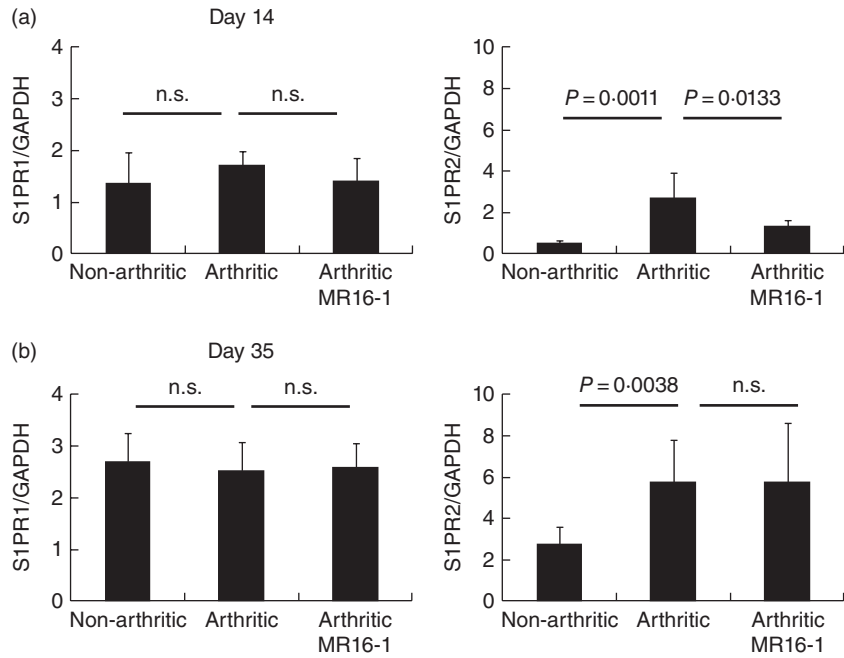 (a)
Day 14
S1PR1/GAPDH
4
3
2
1
0
n.s.
n.s.
Non-arthritic
Arthritic
Arthritic
MR16-1
S1PR2/GAPDH
10
8
6
4
2
0
P = 0·0011
P = 0·0133
Non-arthritic
Arthritic
Arthritic
MR16-1
(b)
Day 35
S1PR1/GAPDH
4
3
2
1
0
n.s.
n.s.
Non-arthritic
Arthritic
Arthritic
MR16-1
S1PR2/GAPDH
10
8
6
4
2
0
P = 0·0038
n.s.
Non-arthritic
Arthritic
Arthritic
MR16-1